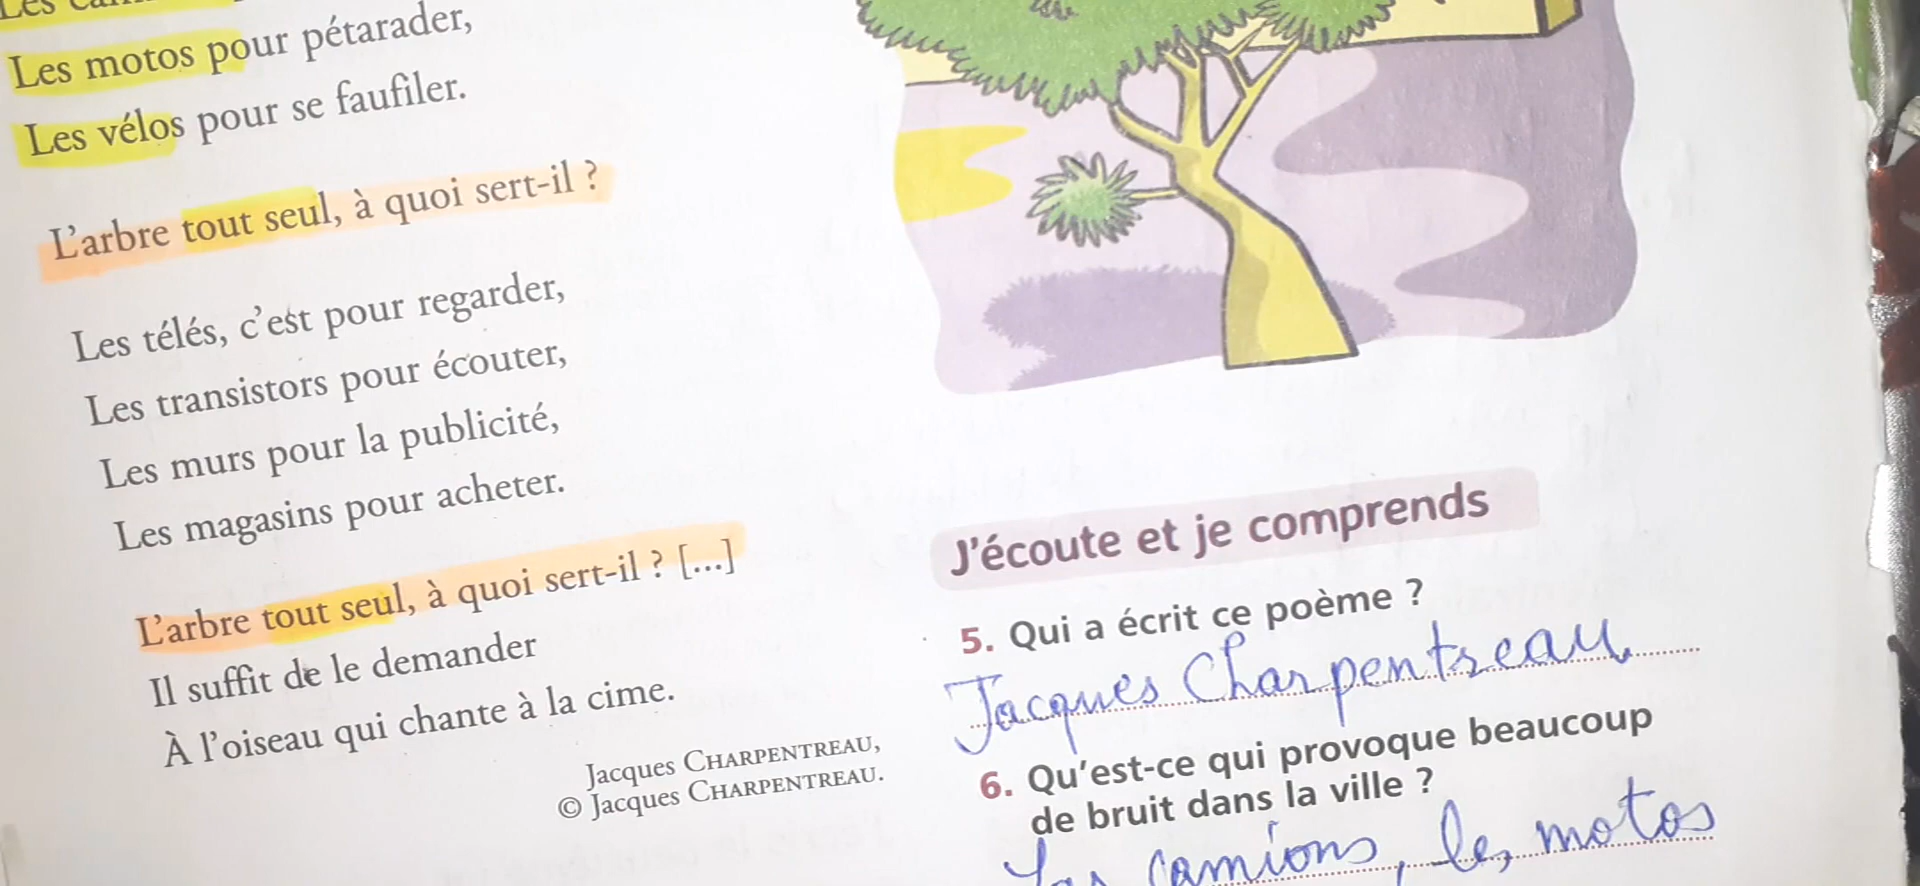 Les
Les motos pour pétarader,
Les vélos pour se faufiler.
L'arbre tout seul, à quoi sert-il ?
Les télés, c'est pour regarder,
Les transistors pour écouter,
Les murs pour la publicité,
Les magasins pour acheter.
L'arbre tout seul, à quoi sert-il ? [...]
Il suffit de le demander
À l'oiseau qui chante à la cime.
Jacques CHARPENTREAU,
© Jacques CHARPENTREAU.
J'écoute et je comprends
5. Qui a écrit ce poème ?
Jacques Charpentreau
6. Qu'est-ce qui provoque beaucoup
de bruit dans la ville ?
camions, les motos